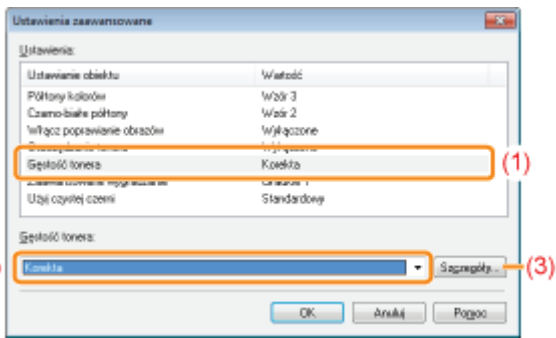 Ustawienia zaawansowane
Ustawienia:
Ustawianie obiektu Wartość
Półtony kolorów Wzór 3
Czarno-białe półtony Wzór 2
Włącz poprawianie obrazów Wyłączone
Gęstość tonera Korekta
(1)
Użyj czystej czerni Standardowy
Gęstość tonera:
Korekta Szczegóły... (3)
OK Anuluj Pomoc